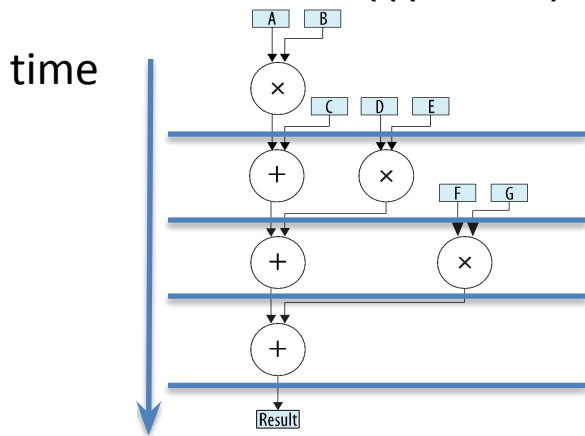 A B
time
×
C D E
+ ×
F G
+ ×
+
Result